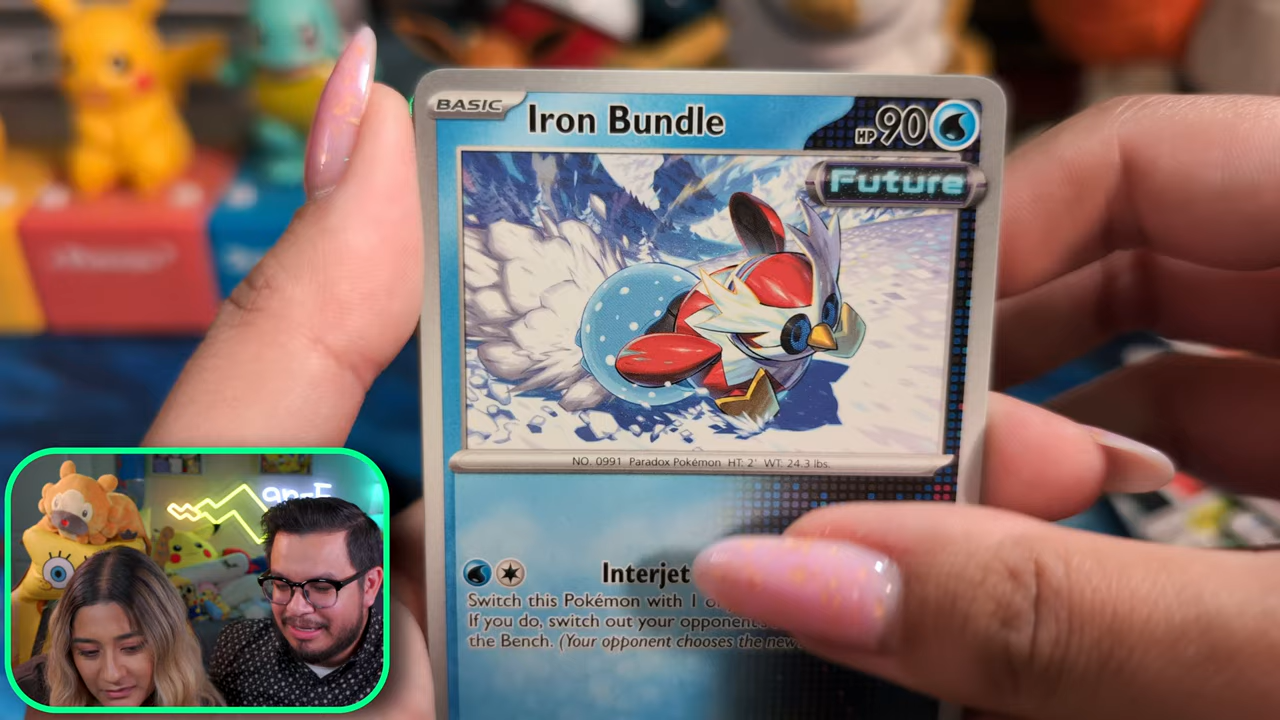 BASIC
Iron Bundle
HP 90
Future
NO. 0991 Paradox Pokémon HT: 2' WT: 24.3 lbs.
Interjet
Switch this Pokémon with 1 of
If you do, switch out your opponent's
the Bench. (Your opponent chooses the new